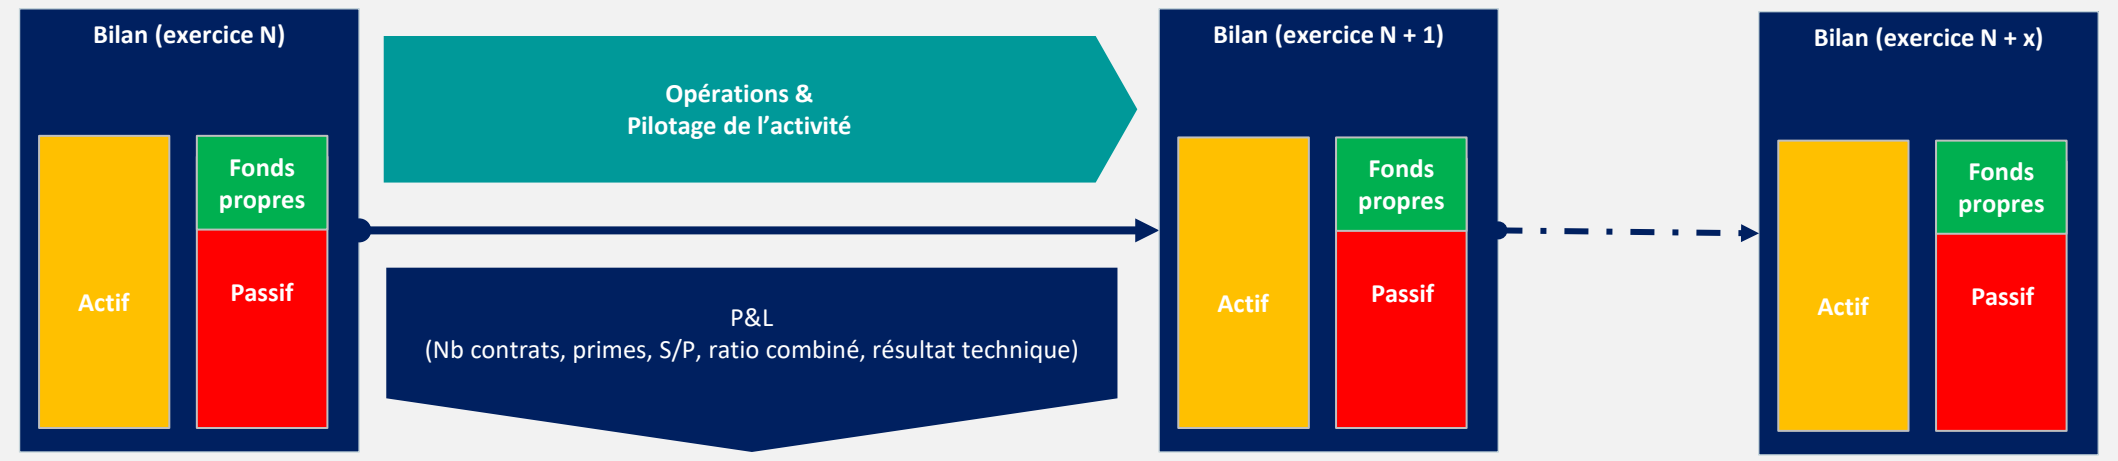 Bilan (exercice N)
Actif
Fonds
propres
Passif
Opérations &
Pilotage de l’activité
P&L
(Nb contrats, primes, S/P, ratio combiné, résultat technique)
Bilan (exercice N + 1)
Actif
Fonds
propres
Passif
Bilan (exercice N + x)
Actif
Fonds
propres
Passif